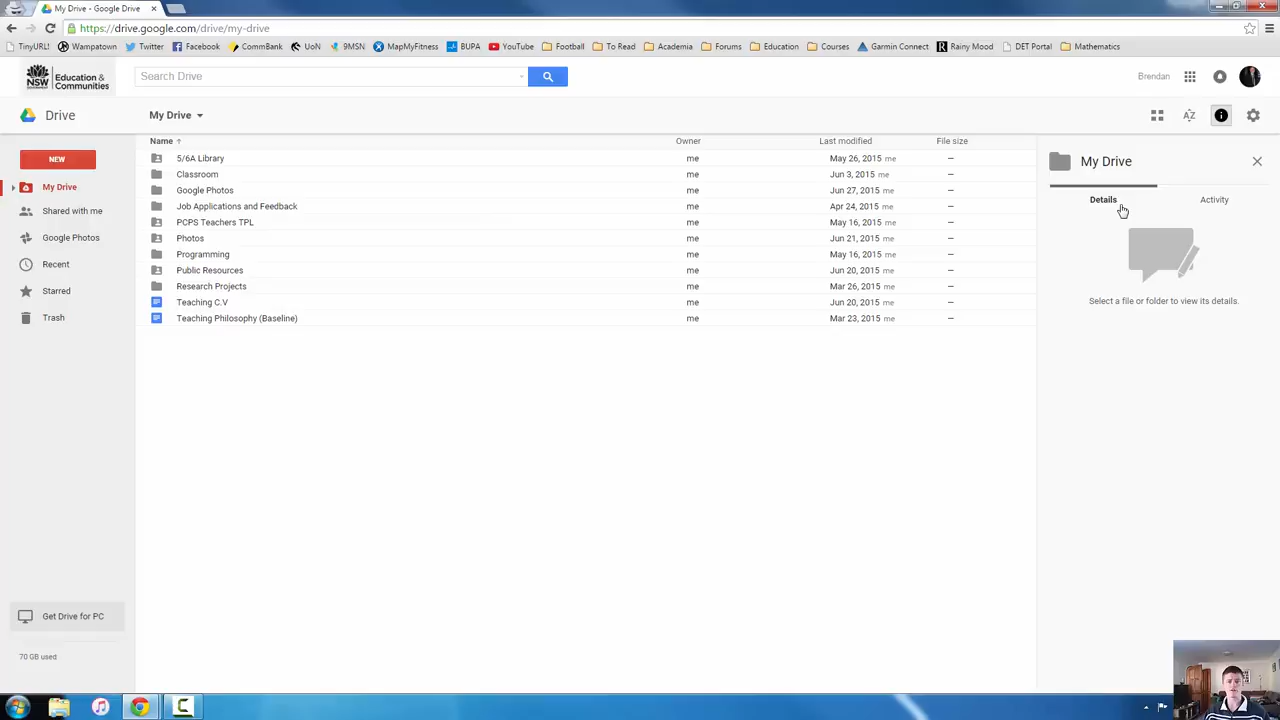 My Drive - Google Drive
https://drive.google.com/drive/my-drive
TinyURL! Wampatown Twitter Facebook CommBank UoN 9MSN MapMyFitness BUPA YouTube Football To Read Academia Forums Education Courses Garmin Connect Rainy Mood DET Portal Mathematics
NSW GOVERNMENT Education & Communities
Search Drive
Brendan
Drive
My Drive
AZ
Name Owner Last modified File size
NEW
My Drive
Shared with me
Google Photos
Recent
Starred
Trash
Get Drive for PC
70 GB used
5/6A Library me May 26, 2015 me –
Classroom me Jun 3, 2015 me –
Google Photos me Jun 27, 2015 me –
Job Applications and Feedback me Apr 24, 2015 me –
PCPS Teachers TPL me May 16, 2015 me –
Photos me Jun 21, 2015 me –
Programming me May 16, 2015 me –
Public Resources me Jun 20, 2015 me –
Research Projects me Mar 26, 2015 me –
Teaching C.V me Jun 20, 2015 me –
Teaching Philosophy (Baseline) me Mar 23, 2015 me –
My Drive
Details Activity
Select a file or folder to view its details.